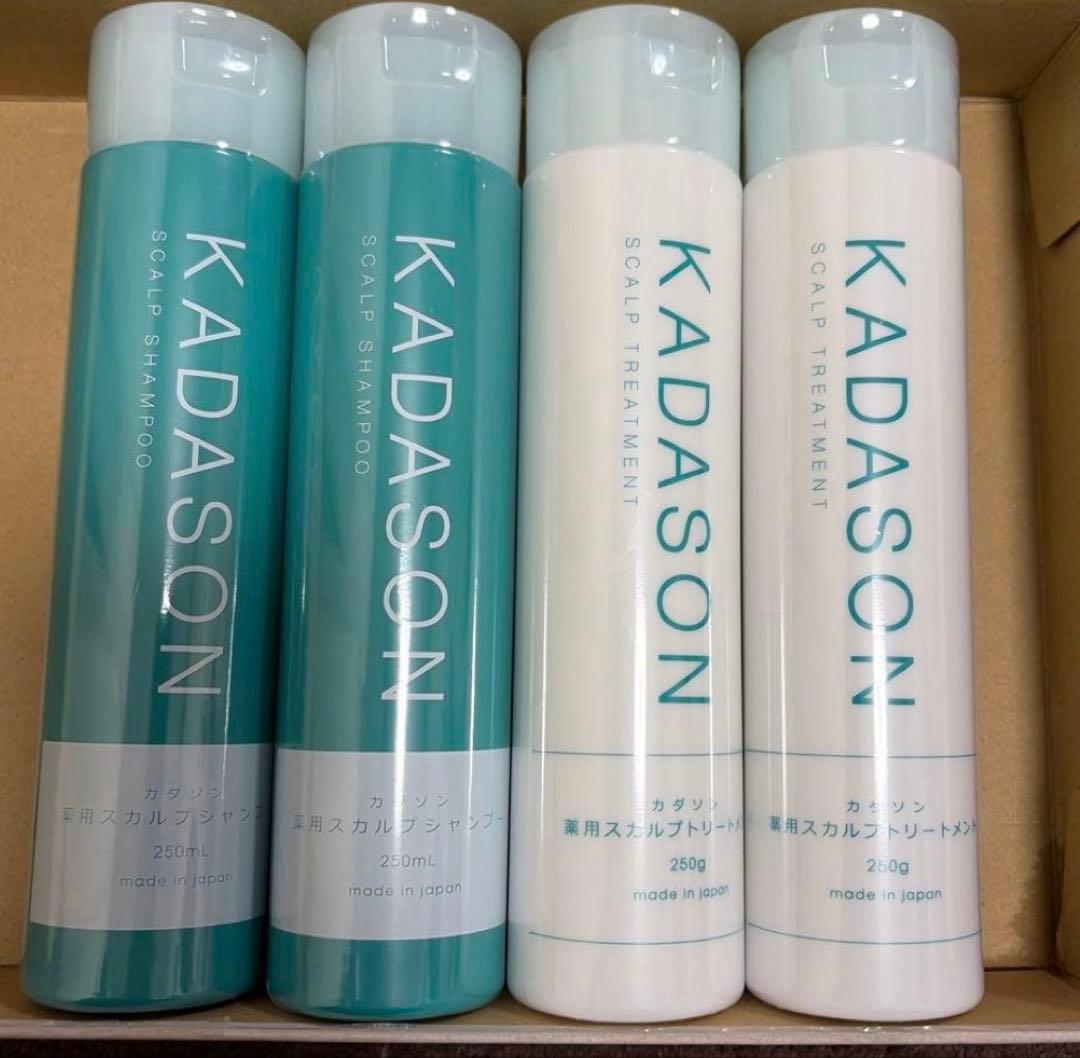 KADASON
SCALP SHAMPOO
カダソン
薬用スカルプシャンプ
250mL
made in japan
KADASON
SCALP SHAMPOO
カダソン
薬用スカルプシャンプー
250mL
made in japan
KADASON
SCALP TREATMENT
カダソン
薬用スカルプトリートメ
250g
made in japan
KADASON
SCALP TREATMENT
カダソン
薬用スカルプトリートメント
250g
made in japan